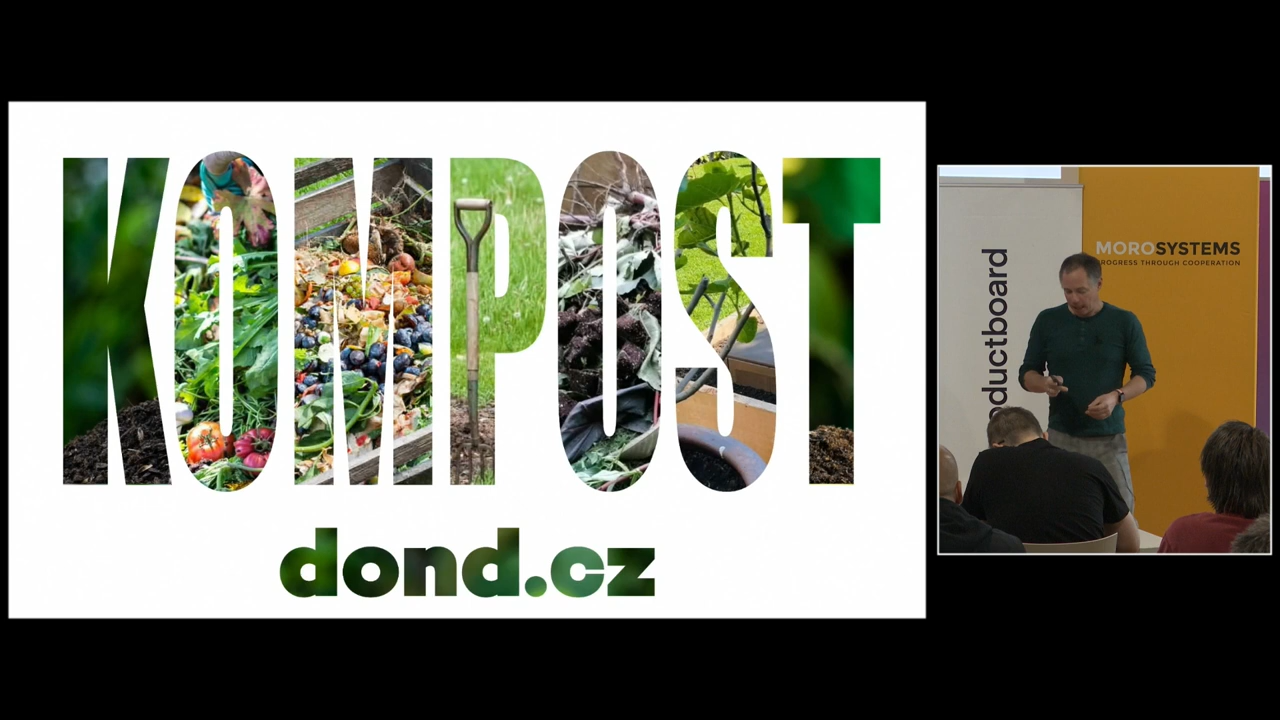 KOMPOST
dond.cz
oductboard
MOROSYSTEMS
PROGRESS THROUGH COOPERATION